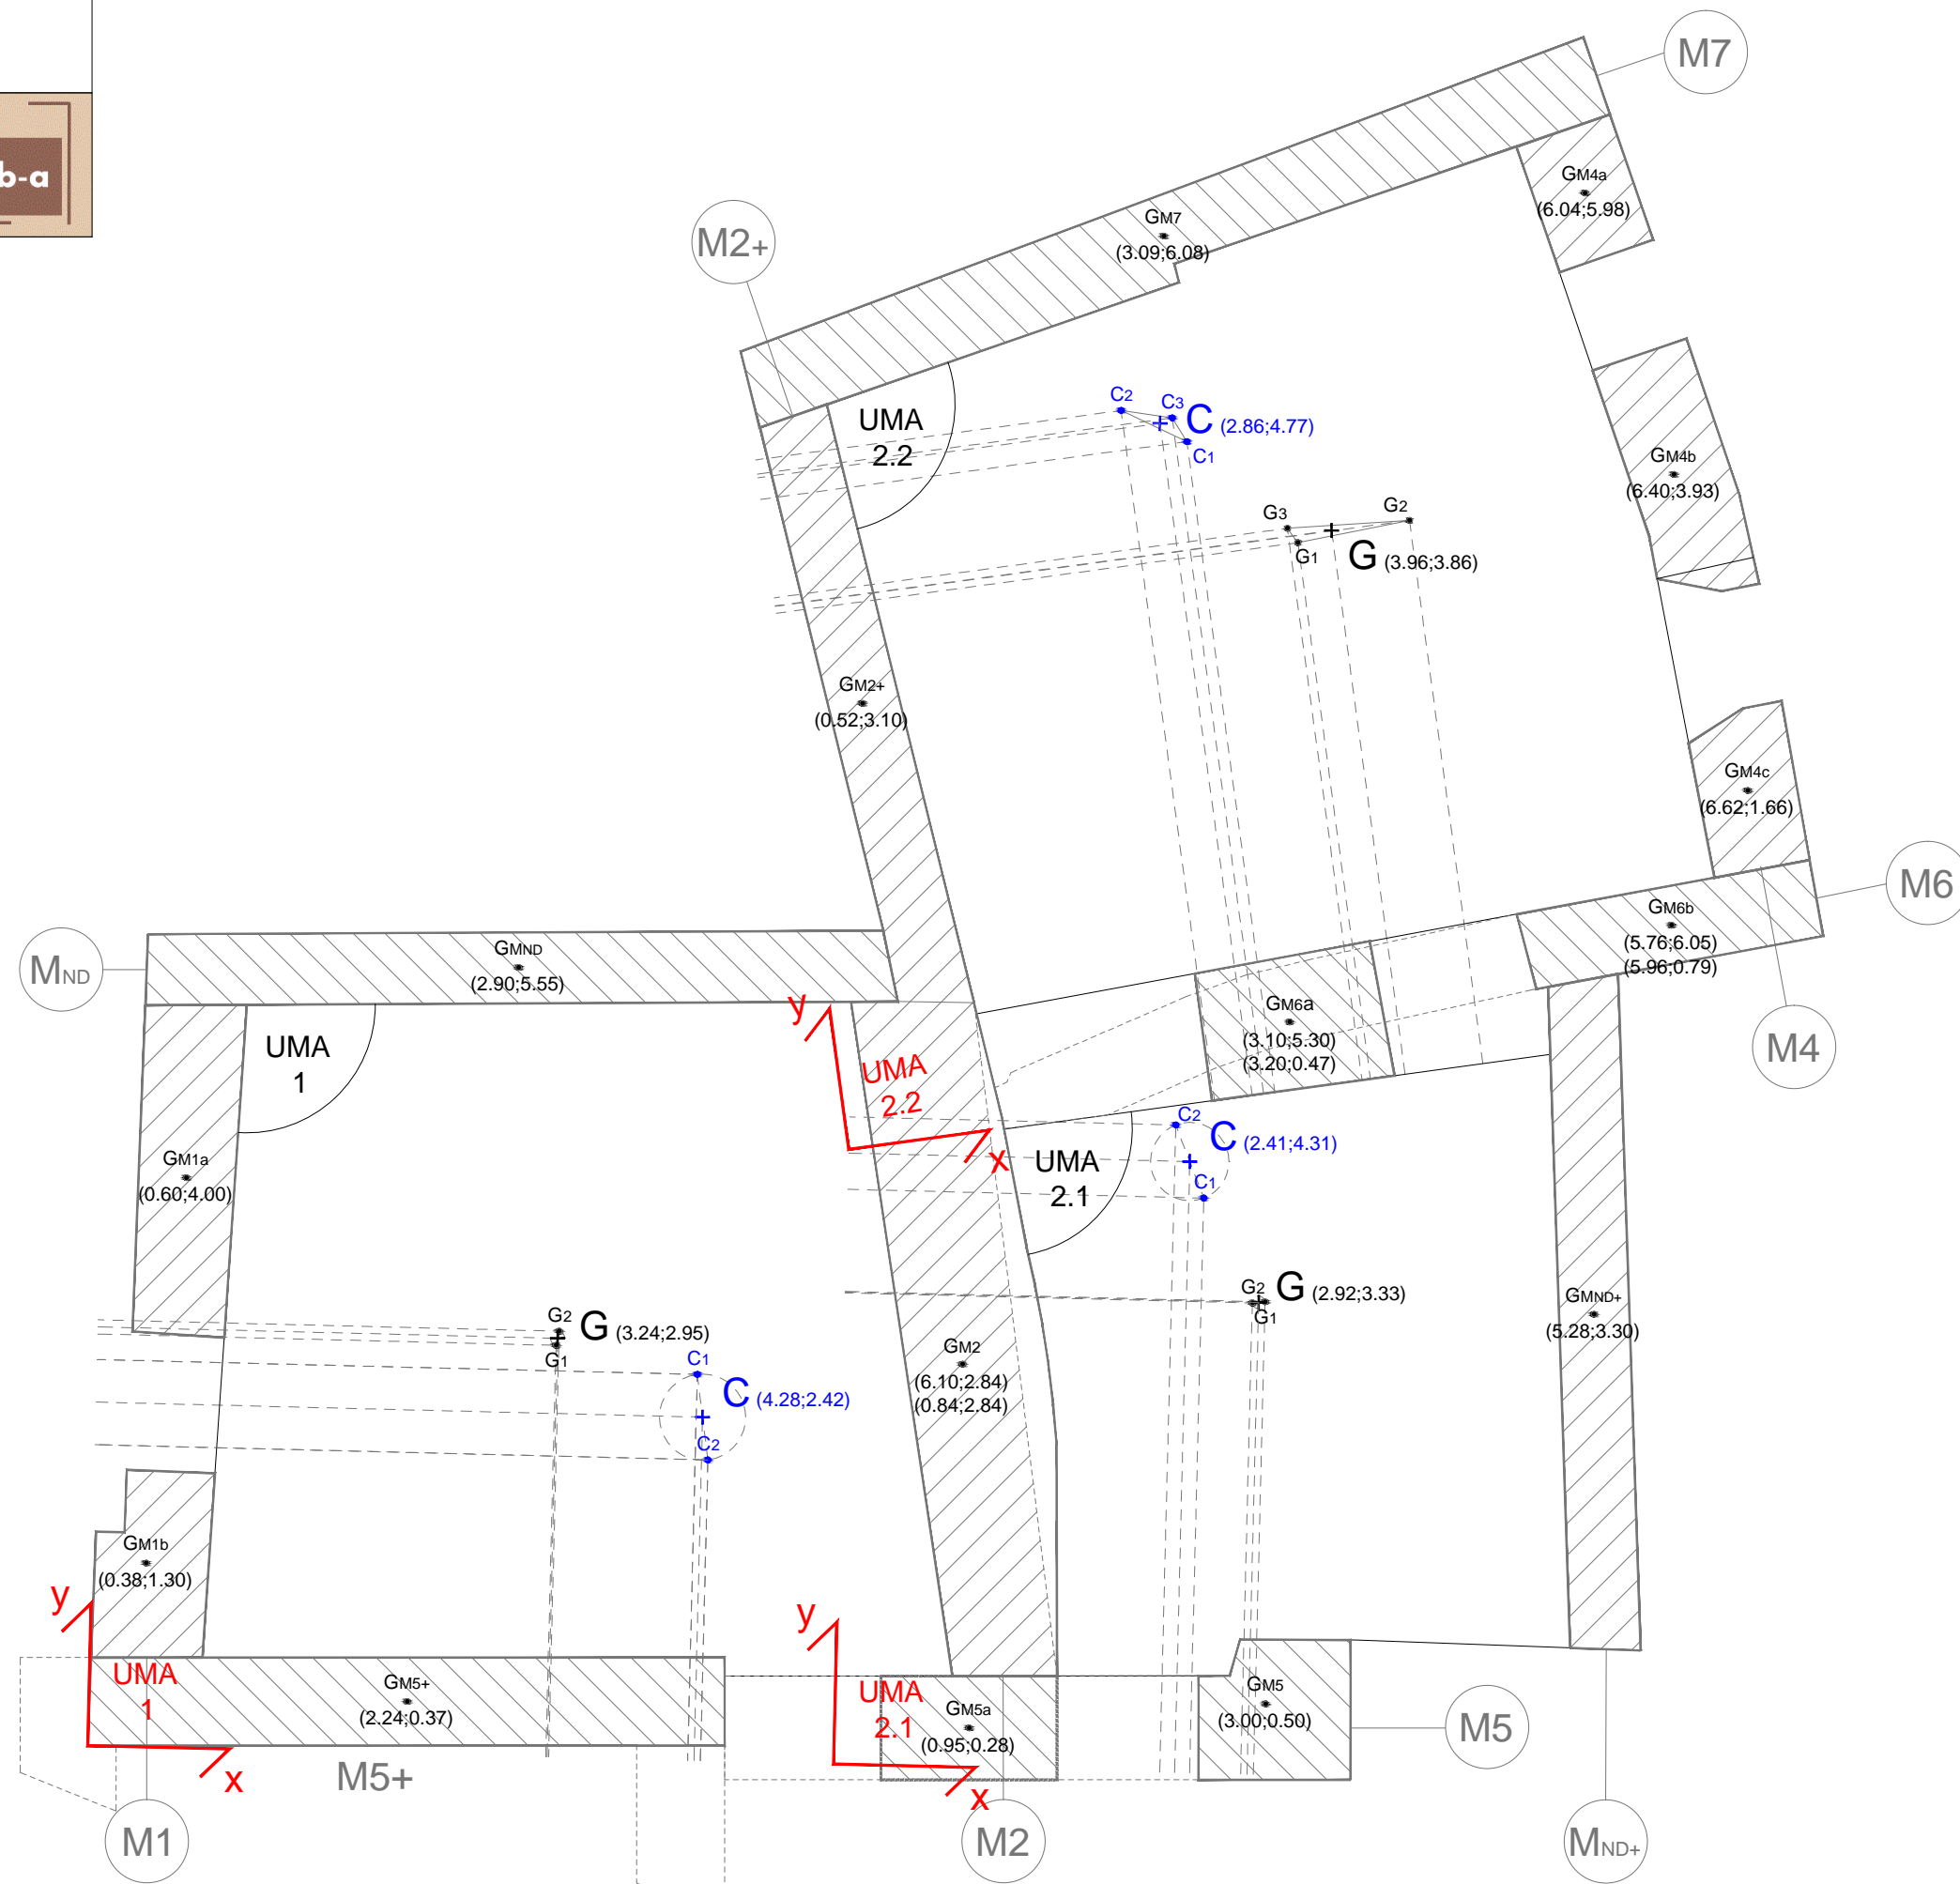 b-a
M7
M2+
GM4a
(6.04;5.98)
GM7
(3.09;6.08)
UMA
2.2
C2
C3
C (2.86;4.77)
C1
GM4b
(6.40;3.93)
G3
G2
G1
G (3.96;3.86)
GM2+
(0.52;3.10)
GM4c
(6.62;1.66)
M6
GM6b
(5.76;6.05)
(5.96;0.79)
MND
GMND
(2.90;5.55)
y
GM6a
(3.10;5.30)
(3.20;0.47)
M4
UMA
1
UMA
2.2
x
C2
C (2.41;4.31)
UMA
2.1
C1
GM1a
(0.60;4.00)
G2
G (2.92;3.33)
G1
GMND+
(5.28;3.30)
G2
G (3.24;2.95)
G1
GM2
(6.10;2.84)
(0.84;2.84)
C1
C (4.28;2.42)
C2
GM1b
(0.38;1.30)
y
y
UMA
1
GM5+
(2.24;0.37)
UMA
2.1
GM5a
(0.95;0.28)
GM5
(3.00;0.50)
M5
x
M5+
x
M1
M2
MND+